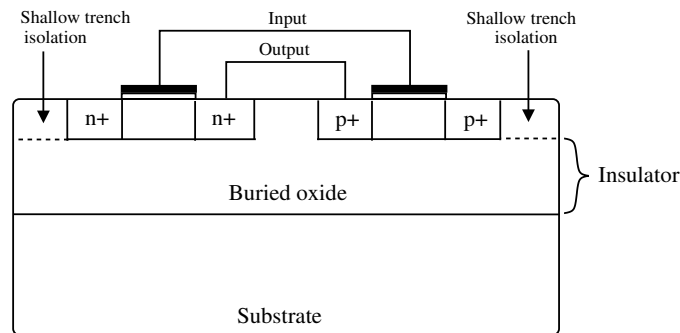 Shallow trench
isolation
Input
Shallow trench
isolation
Output
n+
n+
p+
p+
Insulator
Buried oxide
Substrate